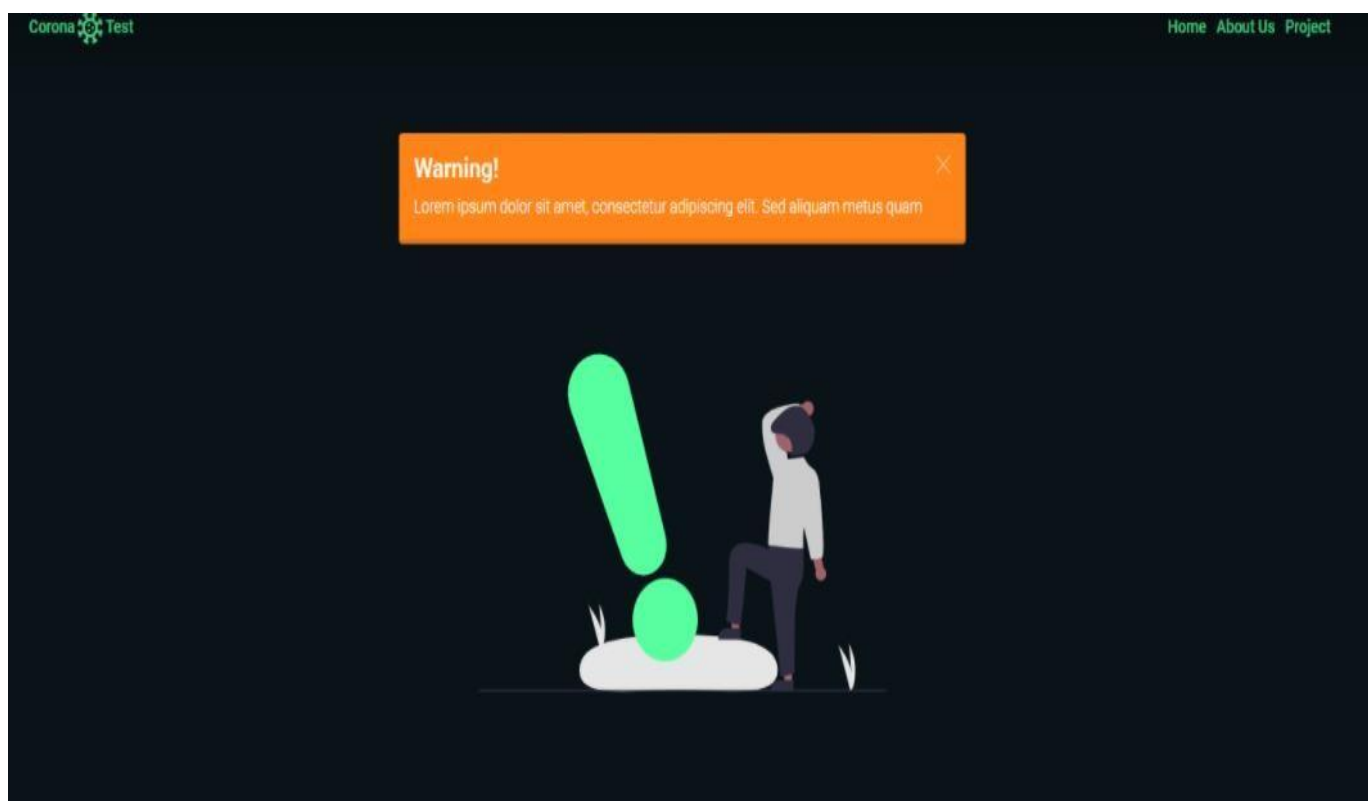 Corona Test
Home About Us Project
Warning!
Lorem ipsum dolor sit amet, consectetur adipiscing elit. Sed aliquam metus quam